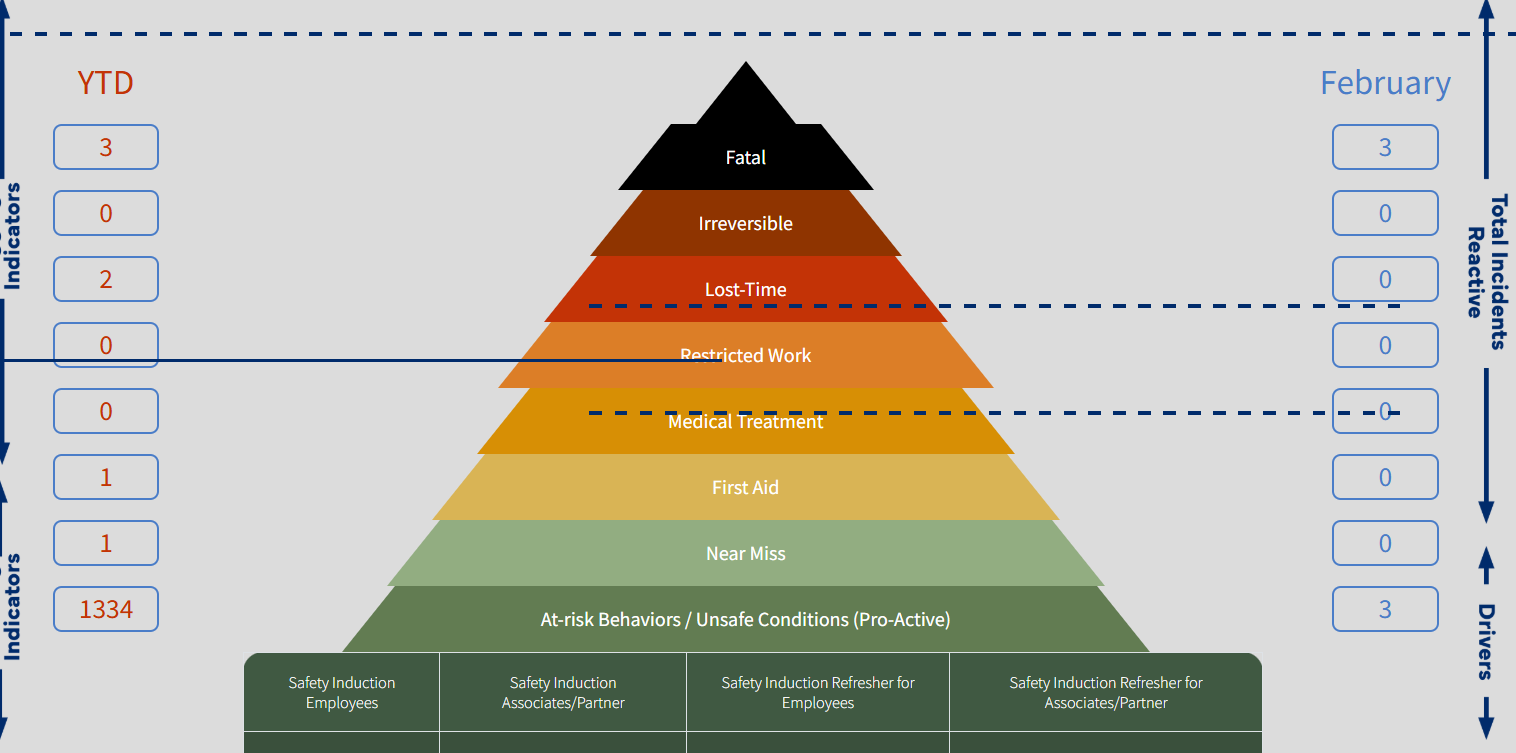 YTD
February
3
Fatal
3
0
Irreversible
0
2
Lost-Time
0
0
Restricted Work
0
0
Medical Treatment
0
1
First Aid
0
1
Near Miss
0
1334
At-risk Behaviors / Unsafe Conditions (Pro-Active)
3
Indicators
Indicators
Total Incidents
Reactive
Drivers
Safety Induction
Employees
Safety Induction
Associates/Partner
Safety Induction Refresher for
Employees
Safety Induction Refresher for
Associates/Partner